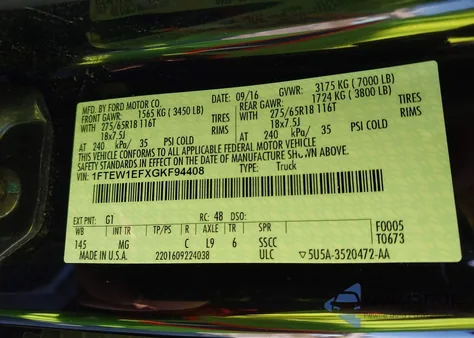 MFD. BY FORD MOTOR CO. 09/16 GVWR: 3175 KG ( 7000 LB)
FRONT GAWR: 1565 KG ( 3450 LB) REAR GAWR: 1724 KG ( 3800 LB)
WITH 275/65R18 116T TIRES WITH 275/65R18 116T TIRES
18x7.5J RIMS 18x7.5J RIMS
AT 240 kPa/ 35 PSI COLD AT 240 kPa/ 35 PSI COLD
THIS VEHICLE CONFORMS TO ALL APPLICABLE FEDERAL MOTOR VEHICLE
SAFETY STANDARDS IN EFFECT ON THE DATE OF MANUFACTURE SHOWN ABOVE.
VIN: 1FTEW1EFXGKF94408 TYPE: Truck
EXT PNT: G1 RC: 48 DSO: F0005
WB TP/PS AXLE TR SPR T0673
145 MG C L9 6 SSCC
MADE IN U.S.A. 2201609224038 ULC ▽5U5A-3520472-AA